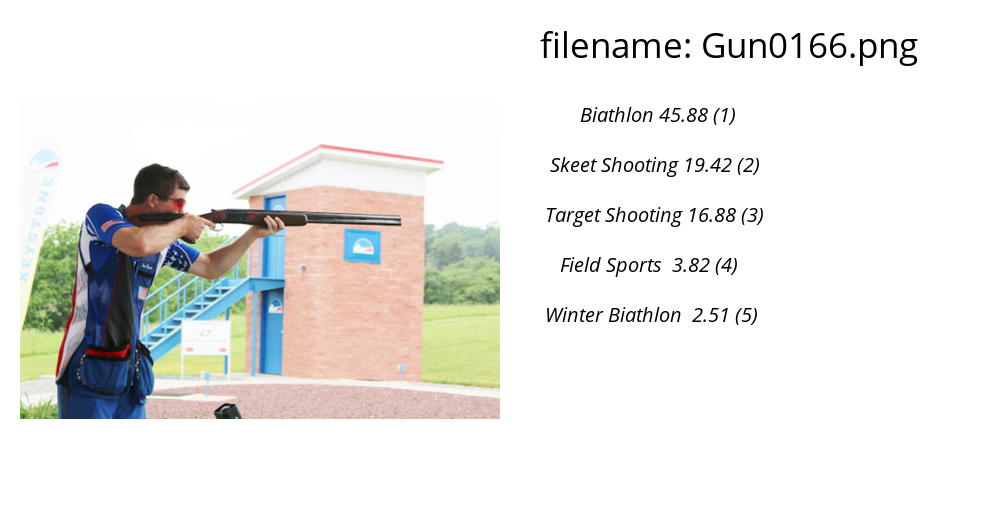 filename: Gun0166.png
Biathlon 45.88 (1)
Skeet Shooting 19.42 (2)
Target Shooting 16.88 (3)
Field Sports 3.82 (4)
Winter Biathlon 2.51 (5)
KEYSTONE